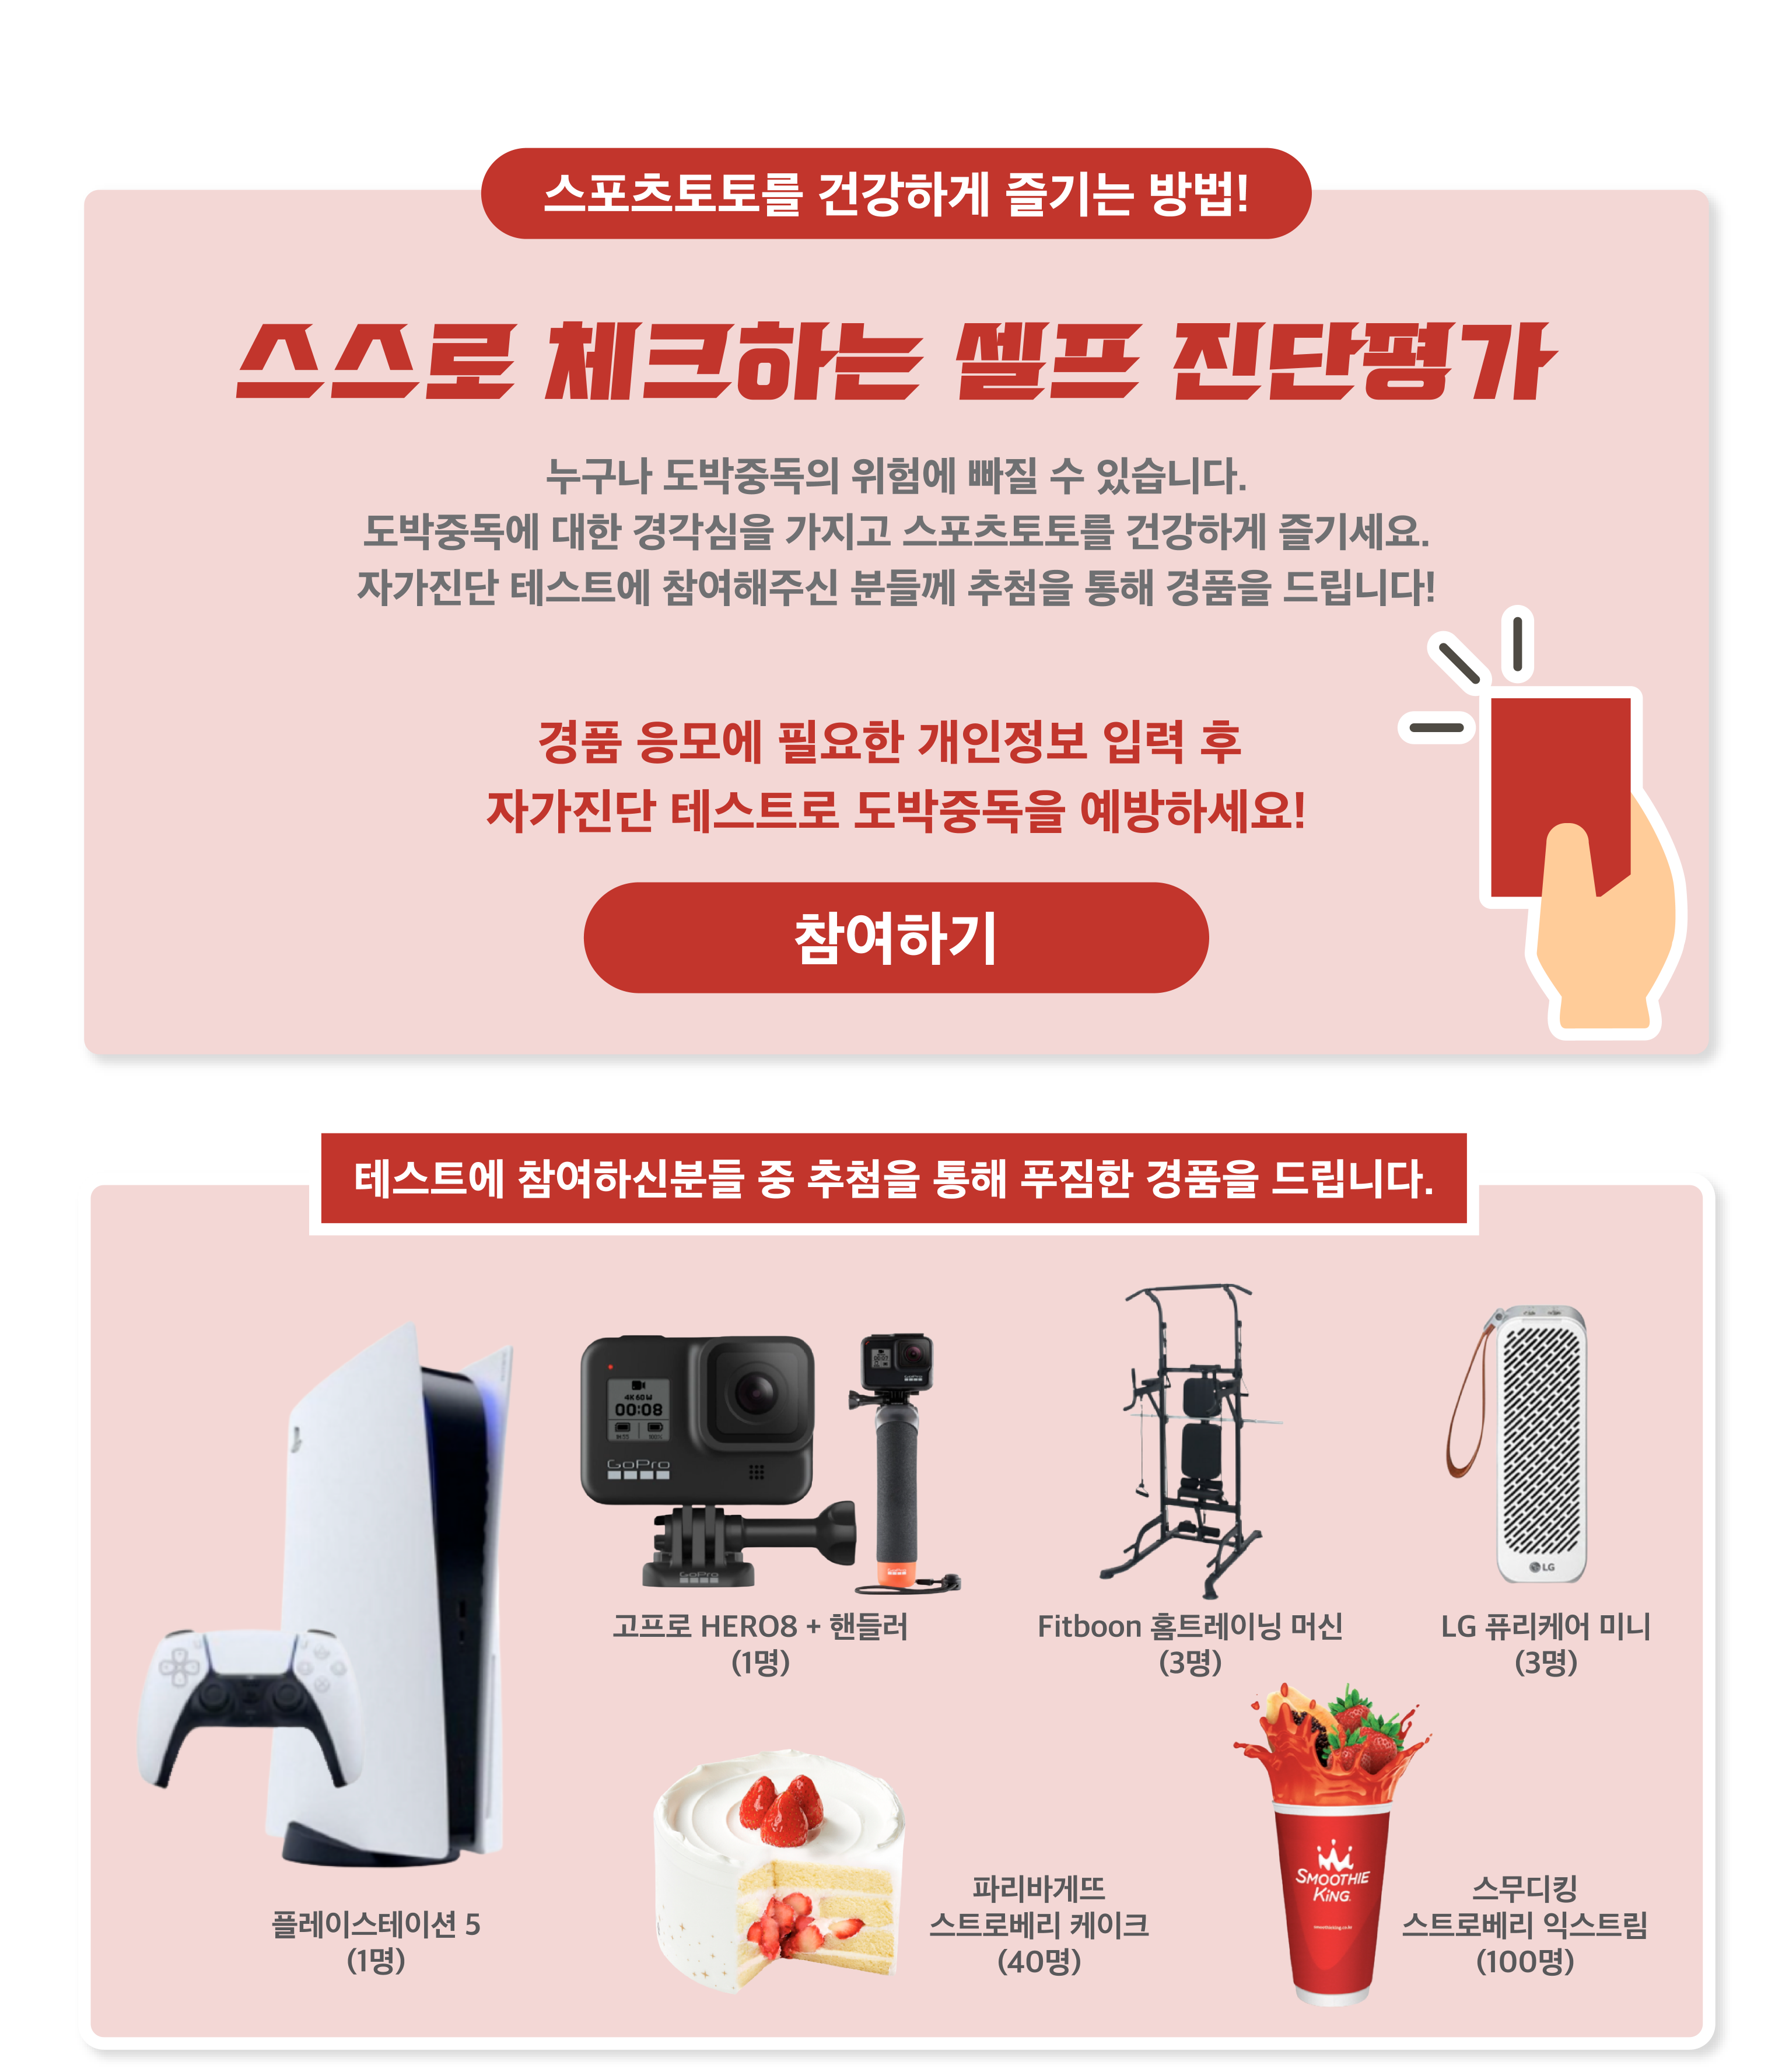 스포츠토토를 건강하게 즐기는 방법!
스스로 체크하는 셀프 진단평가
누구나 도박중독의 위험에 빠질 수 있습니다.
도박중독에 대한 경각심을 가지고 스포츠토토를 건강하게 즐기세요.
자가진단 테스트에 참여해주신 분들께 추첨을 통해 경품을 드립니다!
경품 응모에 필요한 개인정보 입력 후
자가진단 테스트로 도박중독을 예방하세요!
참여하기
테스트에 참여하신분들 중 추첨을 통해 푸짐한 경품을 드립니다.
4K 60 W
00:08
100%
GoPro
GoPro
LG
고프로 HERO8 + 핸들러
(1명)
Fitboon 홈트레이닝 머신
(3명)
LG 퓨리케어 미니
(3명)
플레이스테이션 5
(1명)
파리바게뜨
스트로베리 케이크
(40명)
SMOOTHIE
KING
스무디킹
스트로베리 익스트림
(100명)